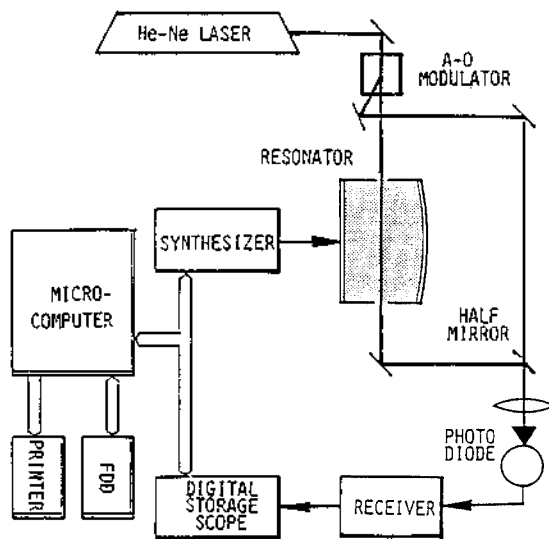 He-Ne LASER
A-O
MODULATOR
RESONATOR
SYNTHESIZER
MICRO-
COMPUTER
HALF
MIRROR
PHOTO
DIODE
PRINTER
FDD
DIGITAL
STORAGE
SCOPE
RECEIVER